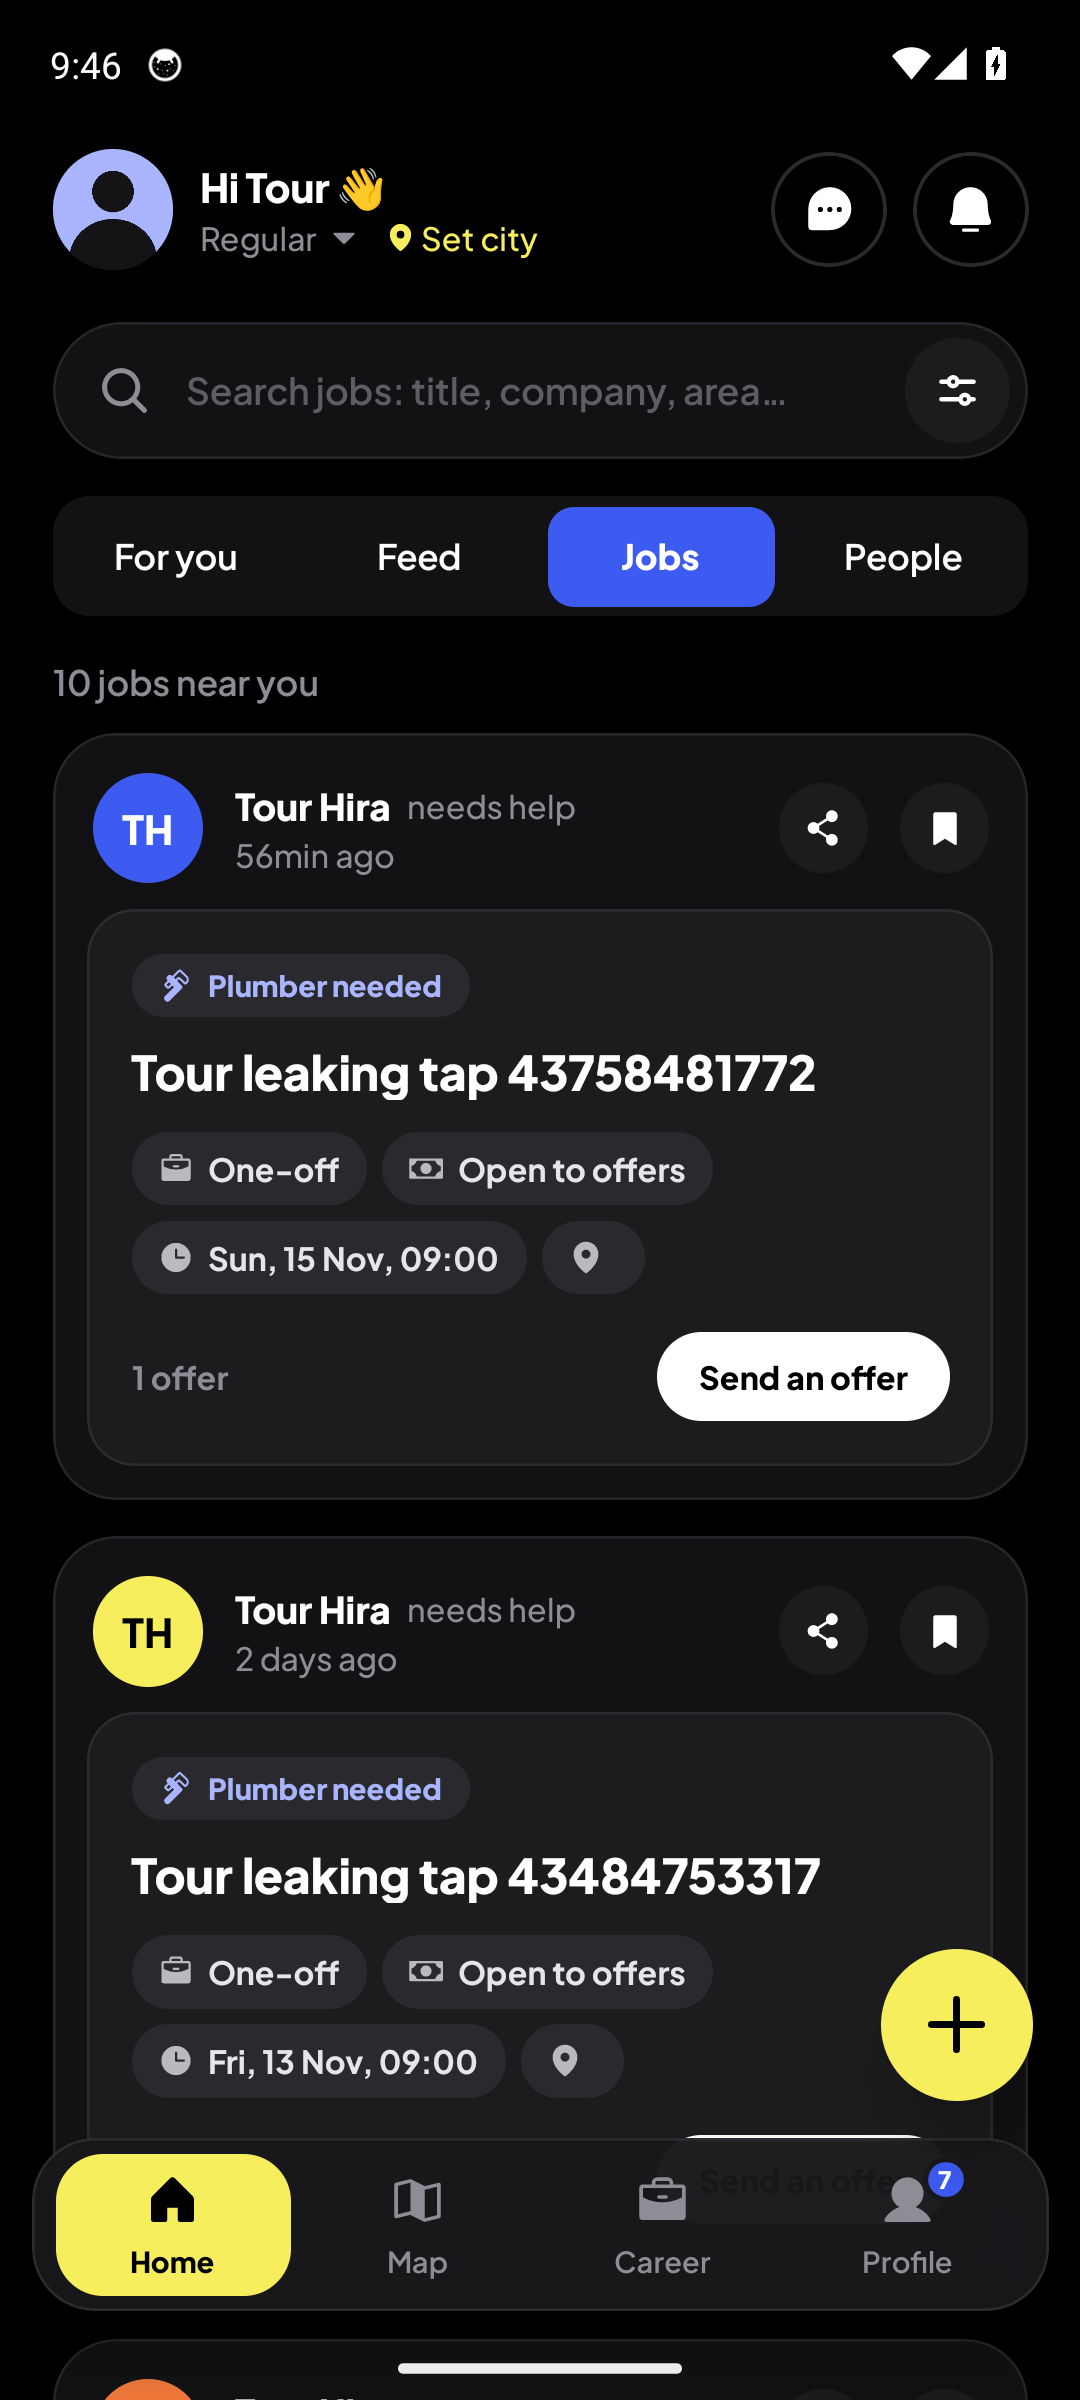 9:46
Hi Tour 👋
Regular
Set city
Search jobs: title, company, area...
For you
Feed
Jobs
People
10 jobs near you
TH
Tour Hira needs help
56min ago
Plumber needed
Tour leaking tap 43758481772
One-off
Open to offers
Sun, 15 Nov, 09:00
1 offer
Send an offer
TH
Tour Hira needs help
2 days ago
Plumber needed
Tour leaking tap 43484753317
One-off
Open to offers
Fri, 13 Nov, 09:00
Send an offe
7
Home
Map
Career
Profile